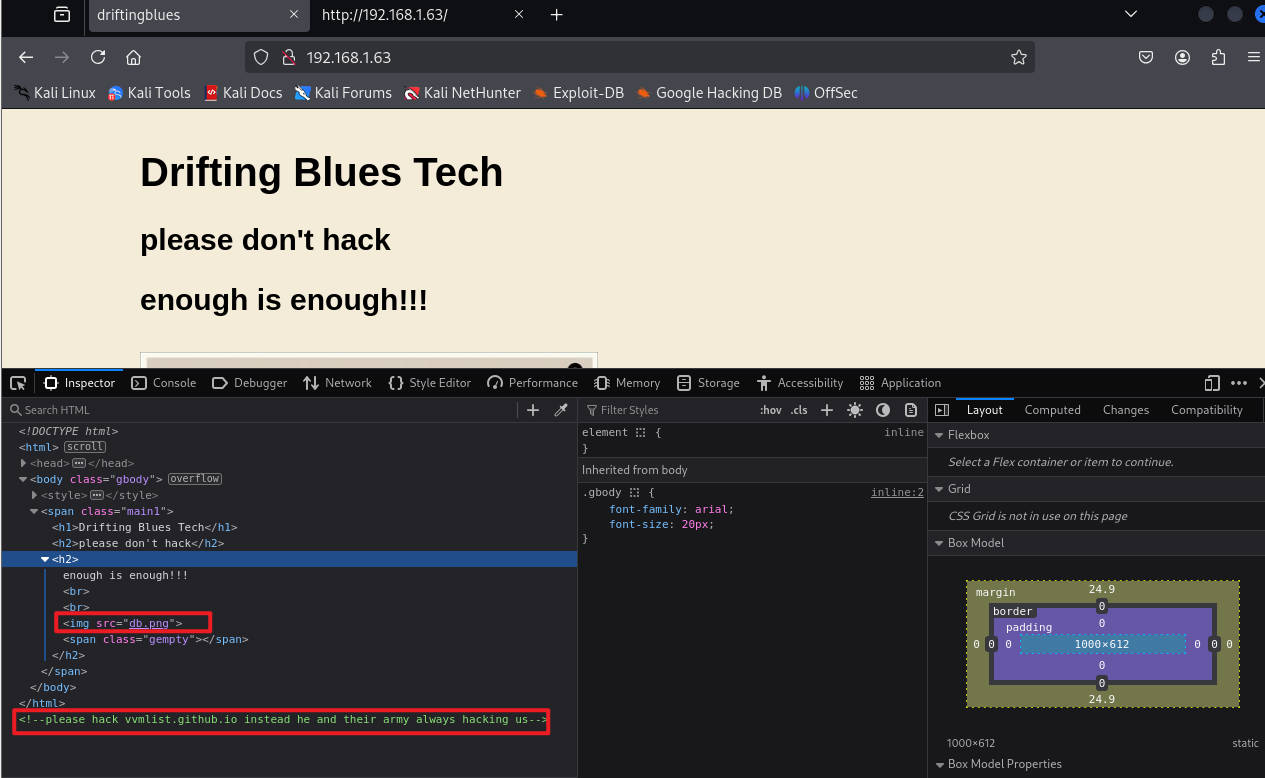 driftingblues
http://192.168.1.63/
192.168.1.63
Kali Linux Kali Tools Kali Docs Kali Forums Kali NetHunter Exploit-DB Google Hacking DB OffSec
Drifting Blues Tech
please don't hack
enough is enough!!!
Inspector Console Debugger Network Style Editor Performance Memory Storage Accessibility Application
Search HTML
<!DOCTYPE html>
<html> scroll
<head> </head>
<body class="gbody"> overflow
<style> </style>
<span class="main1">
<h1>Drifting Blues Tech</h1>
<h2>please don't hack</h2>
<h2>
enough is enough!!!
<br>
<br>
<img src="db.png">
<span class="gempty"></span>
</h2>
</span>
</body>
</html>
<!--please hack vvmlist.github.io instead he and their army always hacking us-->
Filter Styles :hov .cls
element { inline
}
Inherited from body
.gbody { inline:2
font-family: arial;
font-size: 20px;
}
Layout Computed Changes Compatibility
Flexbox
Select a Flex container or item to continue.
Grid
CSS Grid is not in use on this page
Box Model
margin 24.9
border 0
padding 0
0 0 0 1000×612 0 0 0
0
0
24.9
1000×612 static
Box Model Properties